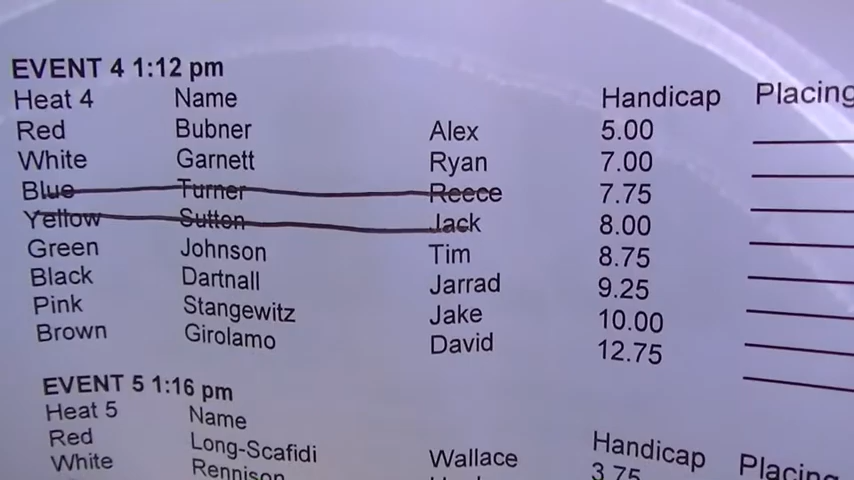 EVENT 4 1:12 pm
Heat 4 Name Handicap Placing
Red Bubner Alex 5.00
White Garnett Ryan 7.00
Blue Turner Reece 7.75
Yellow Sutton Jack 8.00
Green Johnson Tim 8.75
Black Dartnall Jarrad 9.25
Pink Stangewitz Jake 10.00
Brown Girolamo David 12.75
EVENT 5 1:16 pm
Heat 5 Name Handicap Placing
Red Long-Scafidi Wallace 3.75
White Rennison